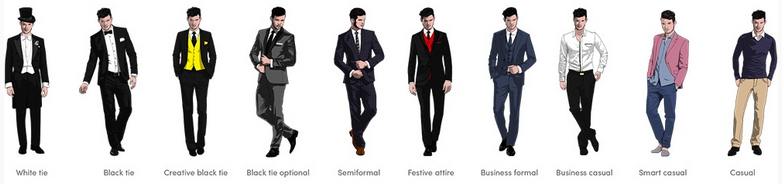 White tie
Black tie
Creative black tie
Black tie optional
Semiformal
Festive attire
Business formal
Business casual
Smart casual
Casual